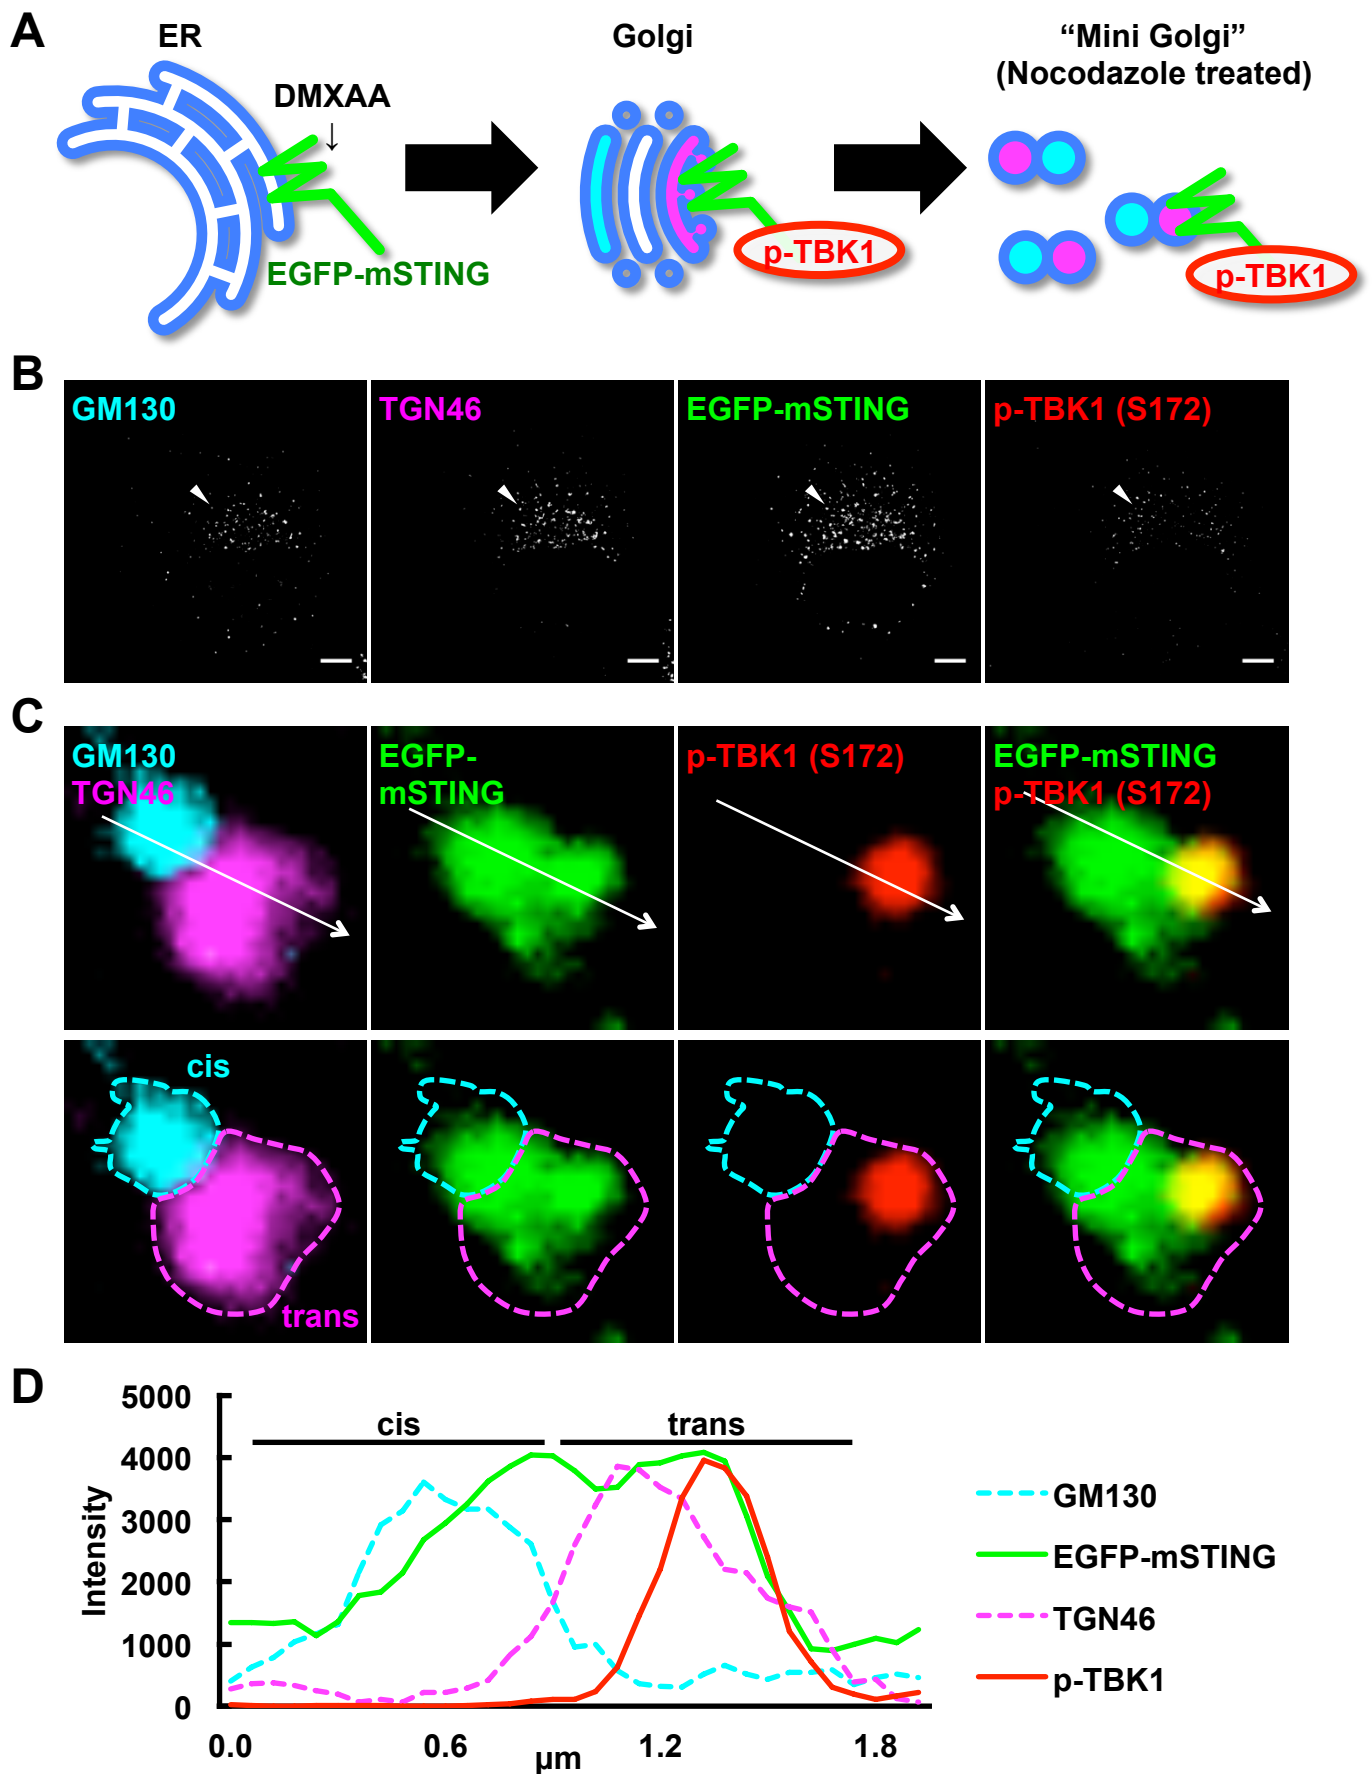 A
ER
Golgi
“Mini Golgi”
(Nocodazole treated)
DMXAA
↓
EGFP-mSTING
p-TBK1
p-TBK1
B
GM130
TGN46
EGFP-mSTING
p-TBK1 (S172)
C
GM130
TGN46
EGFP-
mSTING
p-TBK1 (S172)
EGFP-mSTING
p-TBK1 (S172)
cis
trans
D
5000
4000
3000
2000
1000
0
Intensity
cis
trans
0.0
0.6
1.2
1.8
µm
GM130
EGFP-mSTING
TGN46
p-TBK1